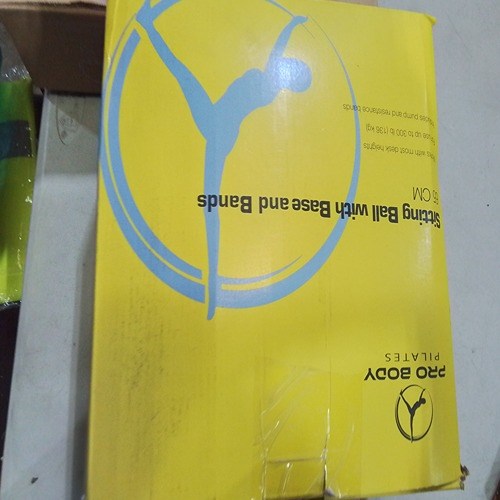 PRO BODY
PILATES
Sitting Ball with Base and Bands
65 CM
with most desk heights
up to 300 lb (136 kg)
pump and resistance bands